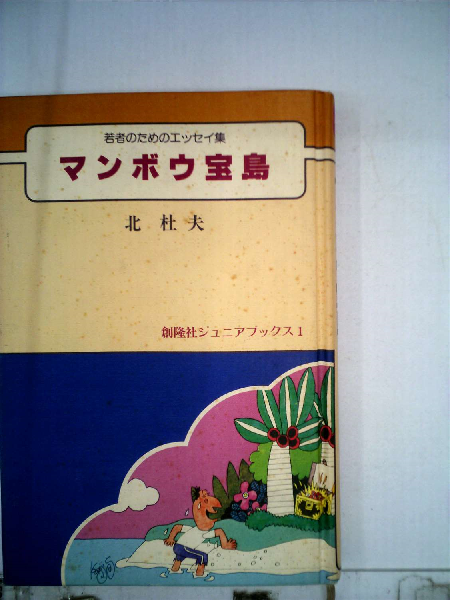 若者のためのエッセイ集
マンボウ宝島
北 杜夫
創隆社ジュニアブックス1